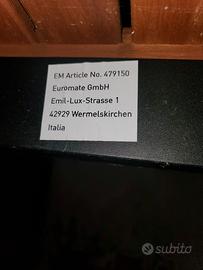 EM Article No. 479150
Euromate GmbH
Emil-Lux-Strasse 1
42929 Wermelskirchen
Italia
subito